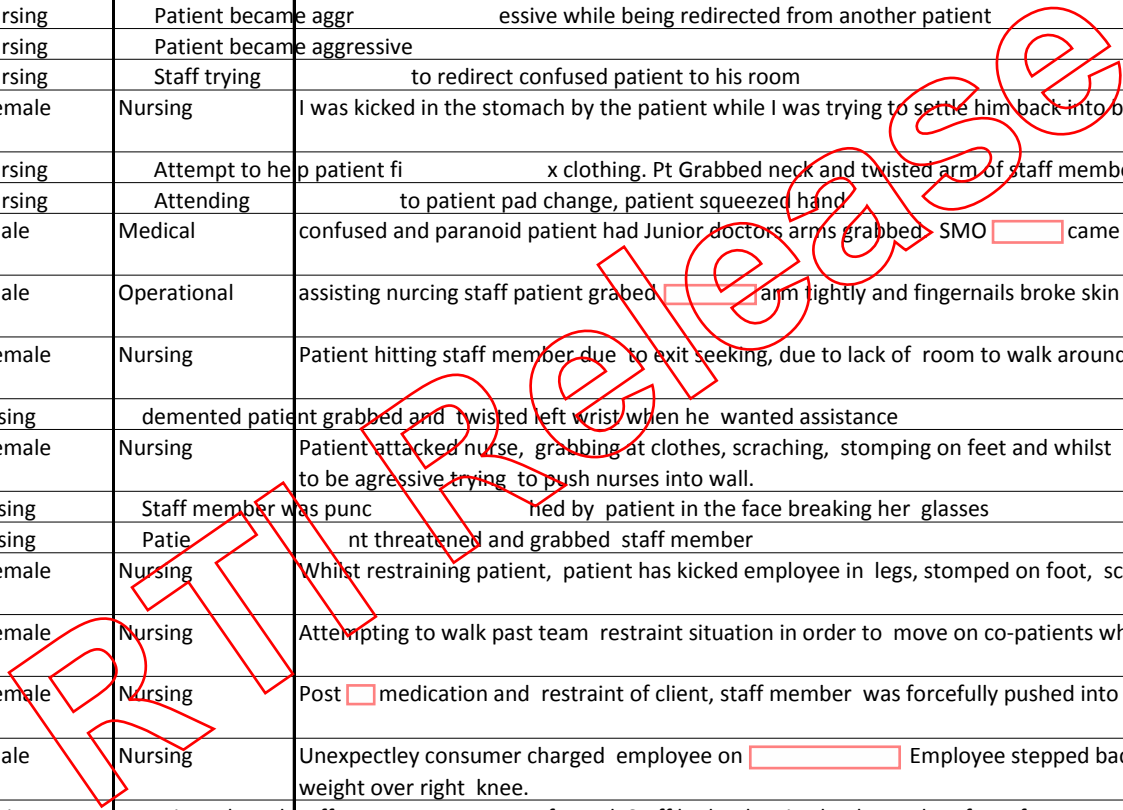 rsing Patient became aggr essive while being redirected from another patient
rsing Patient became aggressive
rsing Staff trying to redirect confused patient to his room
emale Nursing I was kicked in the stomach by the patient while I was trying to settle him back into b
rsing Attempt to help patient fi x clothing. Pt Grabbed neck and twisted arm of staff membe
rsing Attending to patient pad change, patient squeezed hand
ale Medical confused and paranoid patient had Junior doctors arms grabbed. SMO came
ale Operational assisting nurcing staff patient grabed arm tightly and fingernails broke skin
emale Nursing Patient hitting staff member due to exit seeking, due to lack of room to walk around
sing demented patient grabbed and twisted left wrist when he wanted assistance
emale Nursing Patient attacked nurse, grabbing at clothes, scraching, stomping on feet and whilst
to be agressive trying to push nurses into wall.
sing Staff member was punc hed by patient in the face breaking her glasses
sing Patie nt threatened and grabbed staff member
emale Nursing Whilst restraining patient, patient has kicked employee in legs, stomped on foot, sc
emale Nursing Attempting to walk past team restraint situation in order to move on co-patients wh
emale Nursing Post medication and restraint of client, staff member was forcefully pushed into
ale Nursing Unexpectley consumer charged employee on Employee stepped bac
weight over right knee.
RTI Release